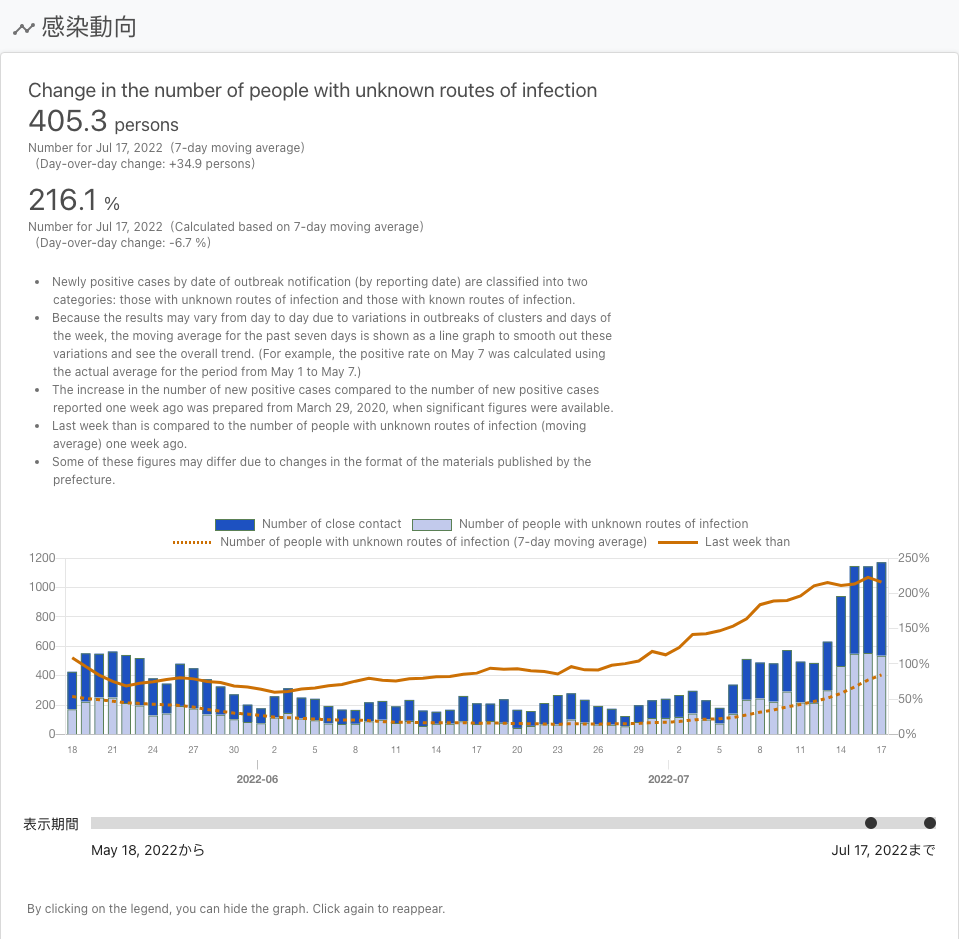 感染動向
Change in the number of people with unknown routes of infection
405.3 persons
Number for Jul 17, 2022 (7-day moving average)
(Day-over-day change: +34.9 persons)
216.1 %
Number for Jul 17, 2022 (Calculated based on 7-day moving average)
(Day-over-day change: -6.7 %)
• Newly positive cases by date of outbreak notification (by reporting date) are classified into two
categories: those with unknown routes of infection and those with known routes of infection.
• Because the results may vary from day to day due to variations in outbreaks of clusters and days of
the week, the moving average for the past seven days is shown as a line graph to smooth out these
variations and see the overall trend. (For example, the positive rate on May 7 was calculated using
the actual average for the period from May 1 to May 7.)
• The increase in the number of new positive cases compared to the number of new positive cases
reported one week ago was prepared from March 29, 2020, when significant figures were available.
• Last week than is compared to the number of people with unknown routes of infection (moving
average) one week ago.
• Some of these figures may differ due to changes in the format of the materials published by the
prefecture.
Number of close contact Number of people with unknown routes of infection
Number of people with unknown routes of infection (7-day moving average) Last week than
1200 250%
1000 200%
800 150%
600 100%
400 50%
200 0%
0
18 21 24 27 30 2 5 8 11 14 17 20 23 26 29 2 5 8 11 14 17
2022-06 2022-07
表示期間
May 18, 2022から Jul 17, 2022まで
By clicking on the legend, you can hide the graph. Click again to reappear.